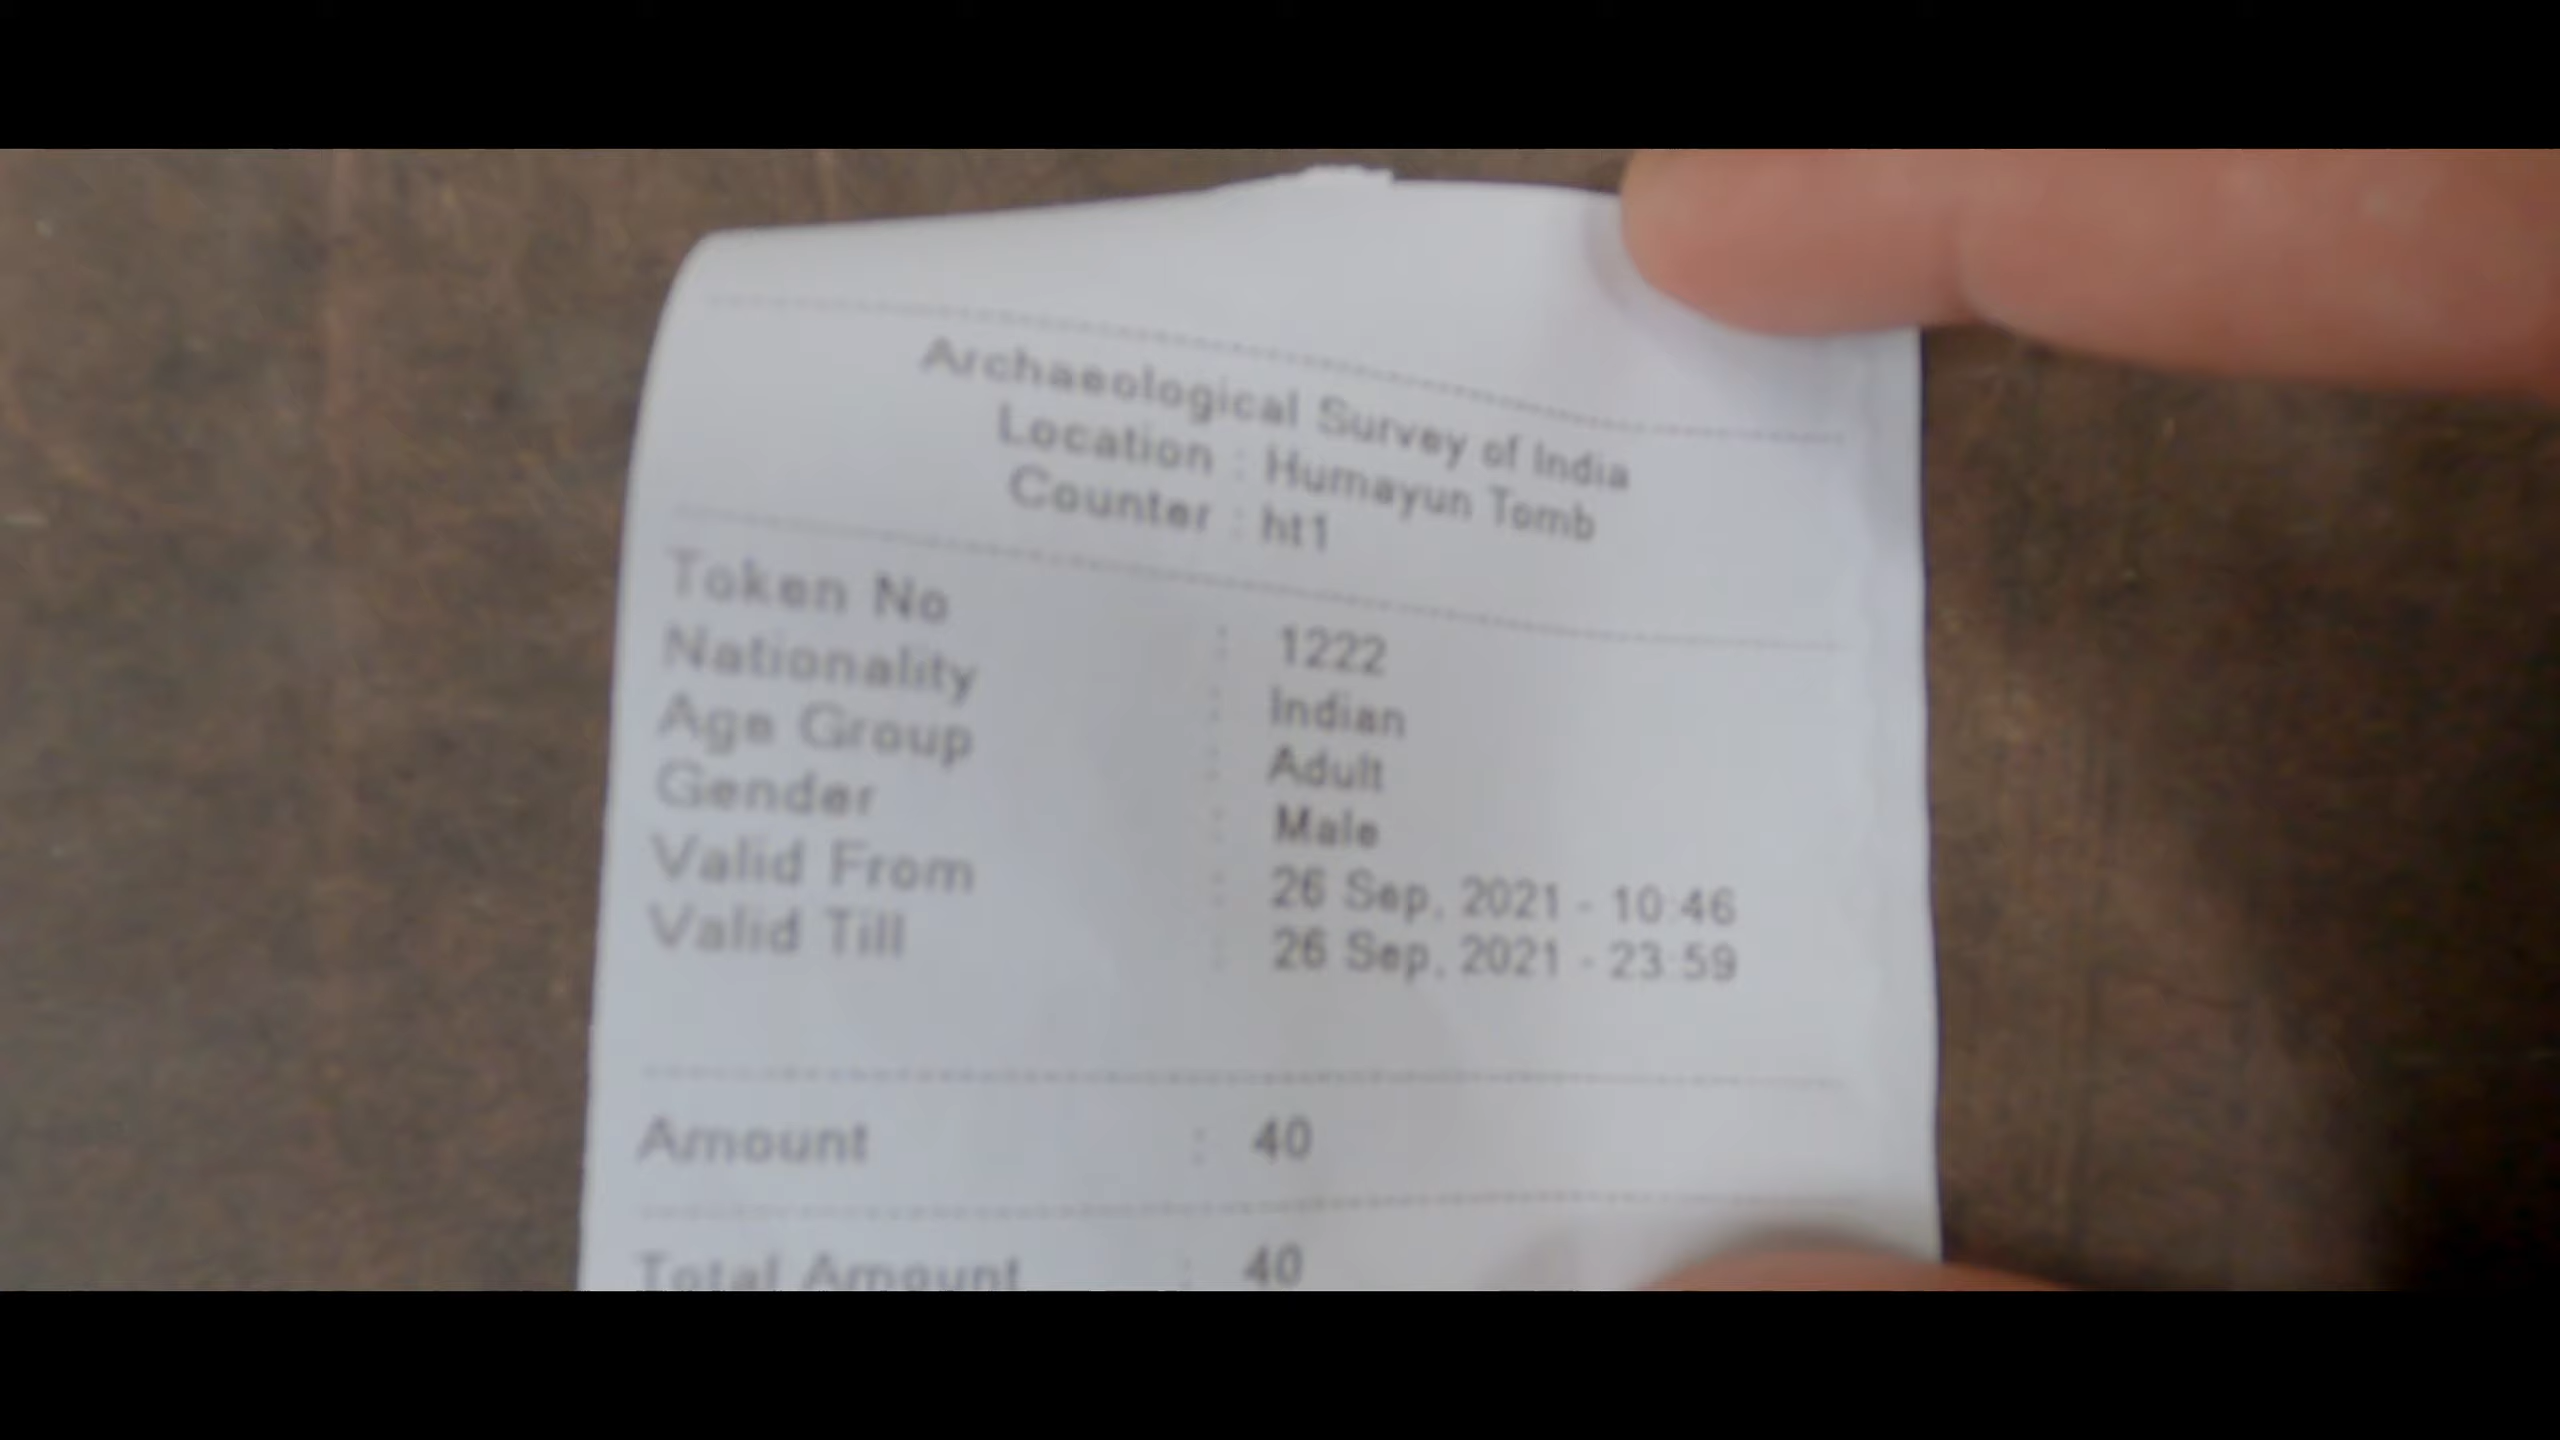 Archaeological Survey of India
Location : Humayun Tomb
Counter : ht1
Token No : 1222
Nationality : Indian
Age Group : Adult
Gender : Male
Valid From : 26 Sep, 2021 - 10:46
Valid Till : 26 Sep, 2021 - 23:59
Amount : 40
Total Amount : 40